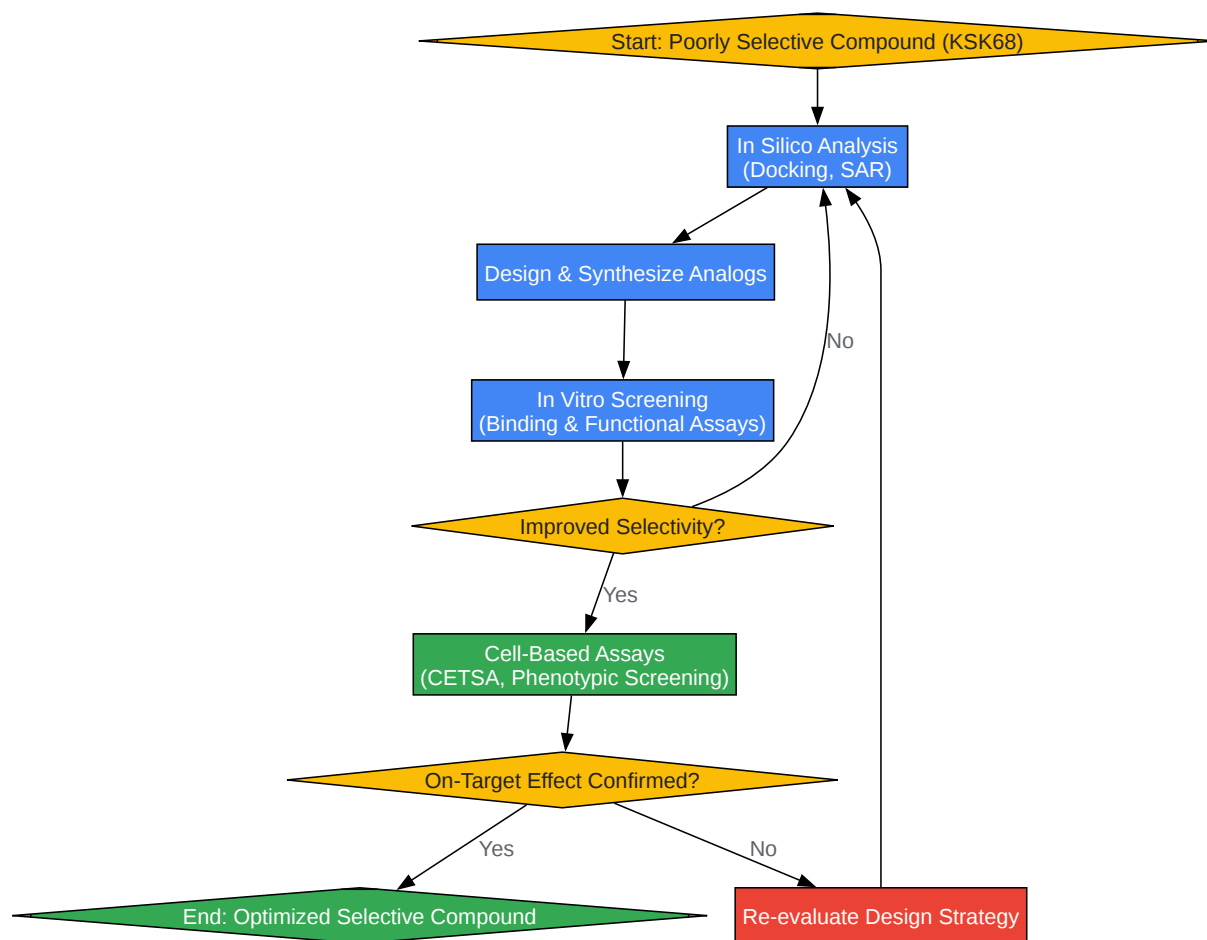 Start: Poorly Selective Compound (KSK68)
In Silico Analysis
(Docking, SAR)
Design & Synthesize Analogs
No
In Vitro Screening
(Binding & Functional Assays)
Improved Selectivity?
Yes
Cell-Based Assays
(CETSA, Phenotypic Screening)
On-Target Effect Confirmed?
Yes
No
End: Optimized Selective Compound
Re-evaluate Design Strategy